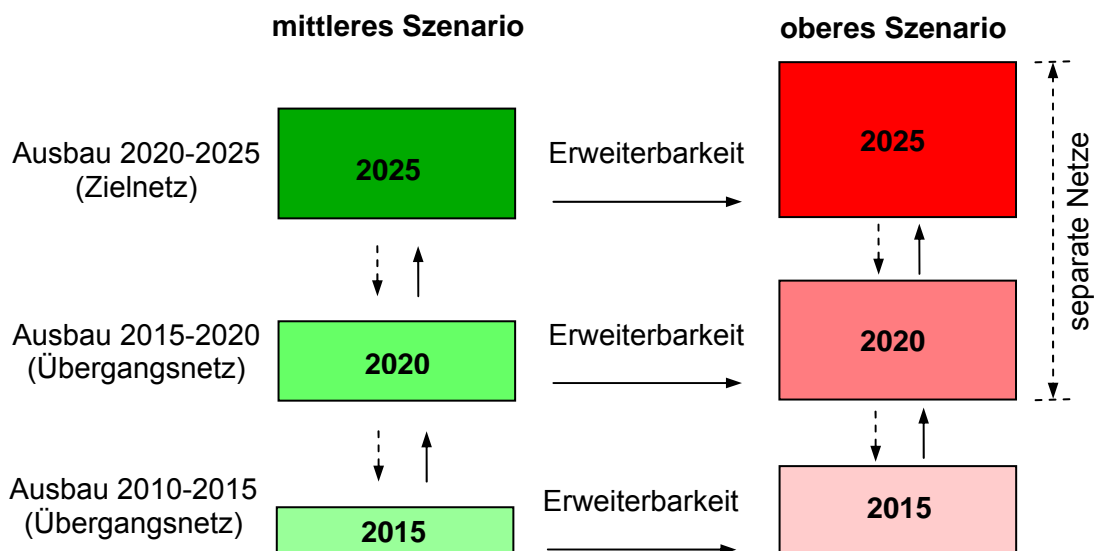 mittleres Szenario
oberes Szenario
Ausbau 2020-2025
(Zielnetz)
2025
Erweiterbarkeit
2025
separate Netze
Ausbau 2015-2020
(Übergangsnetz)
2020
Erweiterbarkeit
2020
Ausbau 2010-2015
(Übergangsnetz)
2015
Erweiterbarkeit
2015